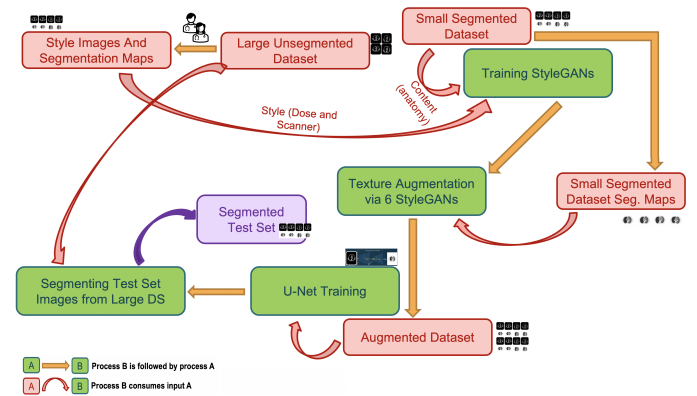 Style Images And
Segmentation Maps
Large Unsegmented
Dataset
Small Segmented
Dataset
Training StyleGANs
Content
(anatomy)
Style (Dose and
Scanner)
Texture Augmentation
via 6 StyleGANs
Small Segmented
Dataset Seg. Maps
Segmented
Test Set
Segmenting Test Set
Images from Large DS
U-Net Training
Augmented Dataset
A B Process B is followed by process A
A B Process B consumes input A